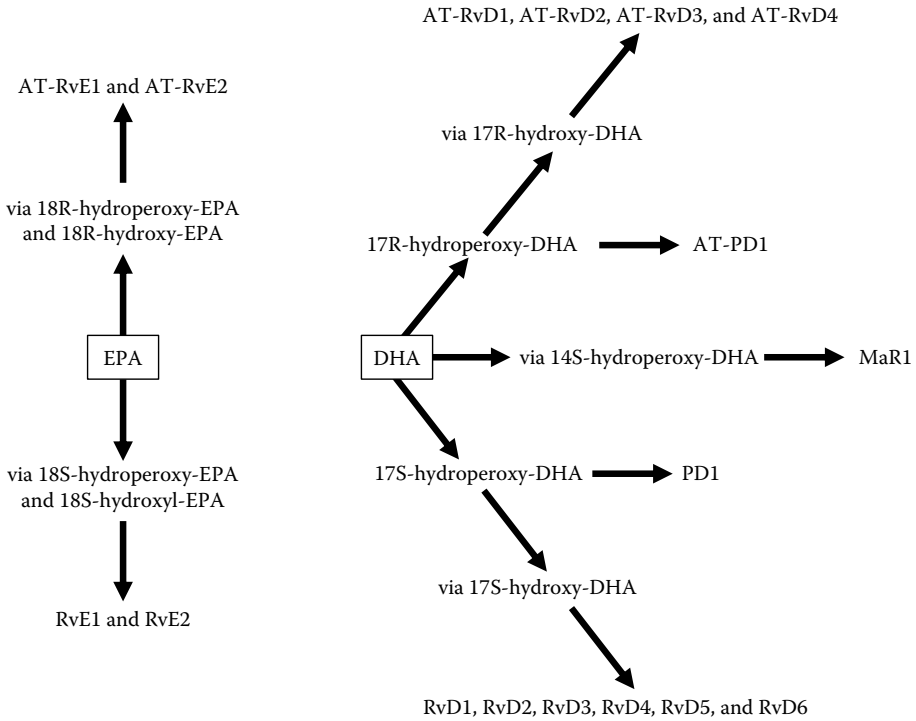 AT-RvE1 and AT-RvE2
via 18R-hydroperoxy-EPA
and 18R-hydroxy-EPA
EPA
via 18S-hydroperoxy-EPA
and 18S-hydroxyl-EPA
RvE1 and RvE2
AT-RvD1, AT-RvD2, AT-RvD3, and AT-RvD4
via 17R-hydroxy-DHA
17R-hydroperoxy-DHA
AT-PD1
DHA
via 14S-hydroperoxy-DHA
MaR1
17S-hydroperoxy-DHA
PD1
via 17S-hydroxy-DHA
RvD1, RvD2, RvD3, RvD4, RvD5, and RvD6